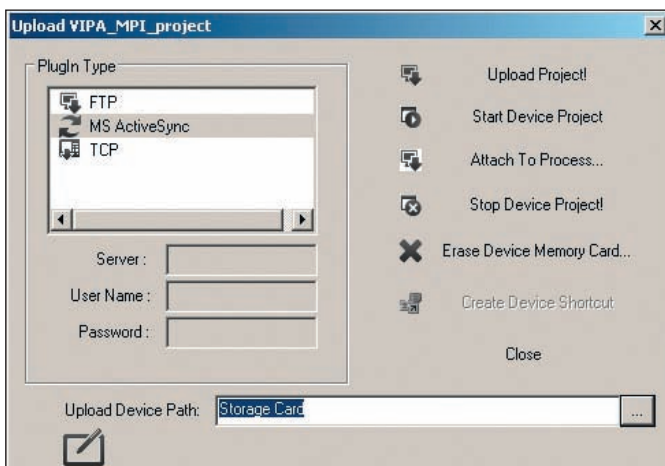 Upload VIPA_MPI_project
PlugIn Type
FTP
MS ActiveSync
TCP
Server :
User Name :
Password :
Upload Project!
Start Device Project
Attach To Process...
Stop Device Project!
Erase Device Memory Card...
Create Device Shortcut
Close
Upload Device Path: Storage Card ...